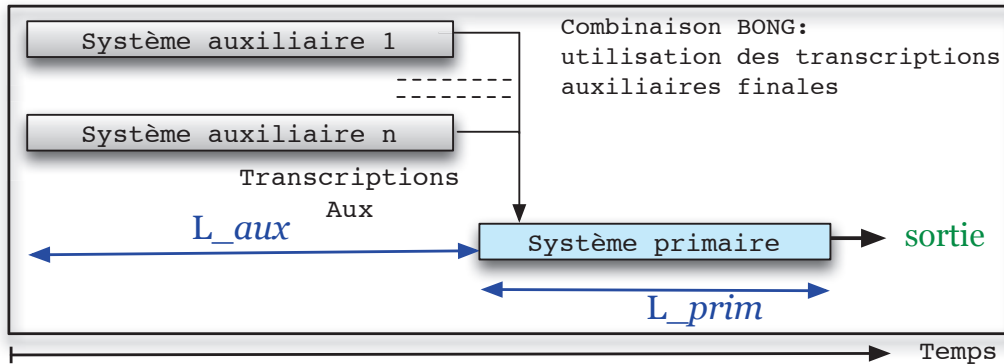 Système auxiliaire 1
Combinaison BONG:
utilisation des transcriptions
auxiliaires finales
Système auxiliaire n
Transcriptions
Aux
L_aux
Système primaire
sortie
L_prim
Temps